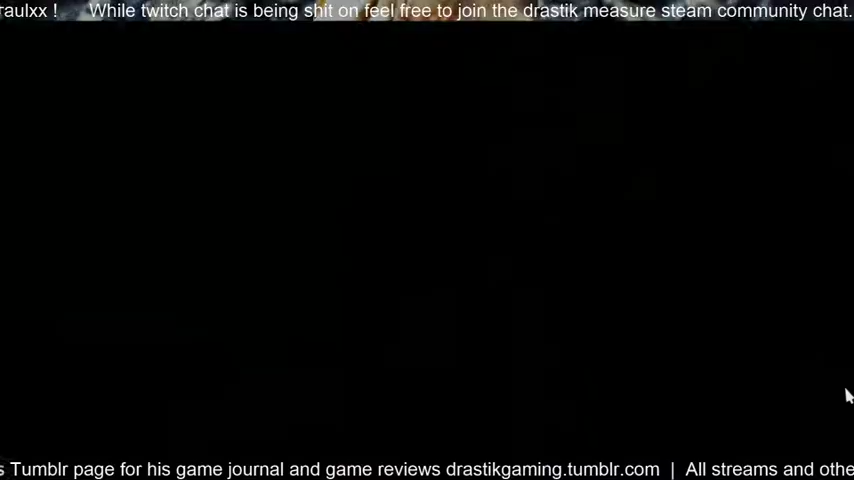 raulxx ! While twitch chat is being shit on feel free to join the drastik measure steam community chat.
s Tumblr page for his game journal and game reviews drastikgaming.tumblr.com | All streams and othe